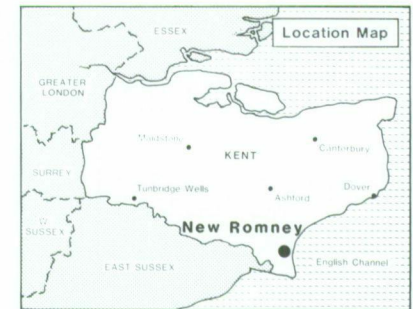 ESSEX
Location Map
GREATER
LONDON
Maidstone
KENT
Canterbury
SURREY
Tunbridge Wells
Ashford
Dover
W.
SUSSEX
New Romney
EAST SUSSEX
English Channel